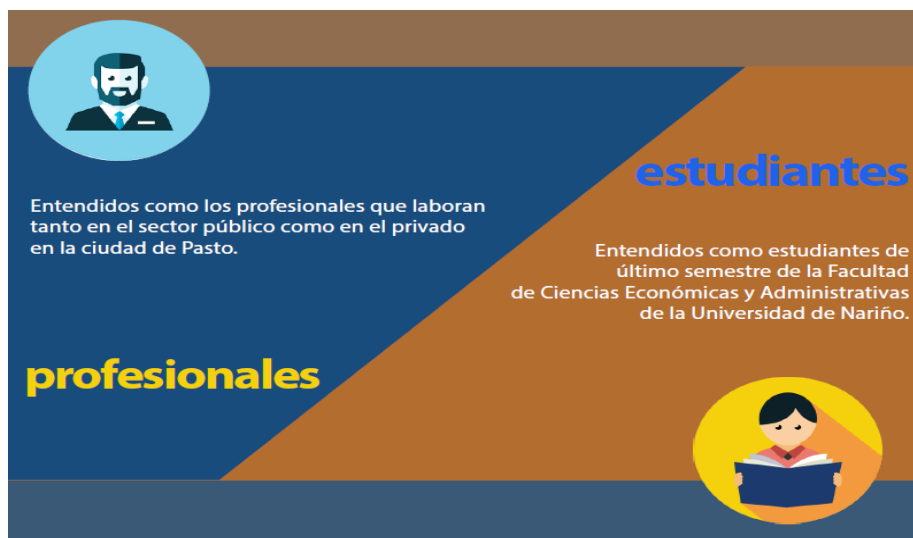 Entendidos como los profesionales que laboran
tanto en el sector público como en el privado
en la ciudad de Pasto.
profesionales
estudiantes
Entendidos como estudiantes de
último semestre de la Facultad
de Ciencias Económicas y Administrativas
de la Universidad de Nariño.